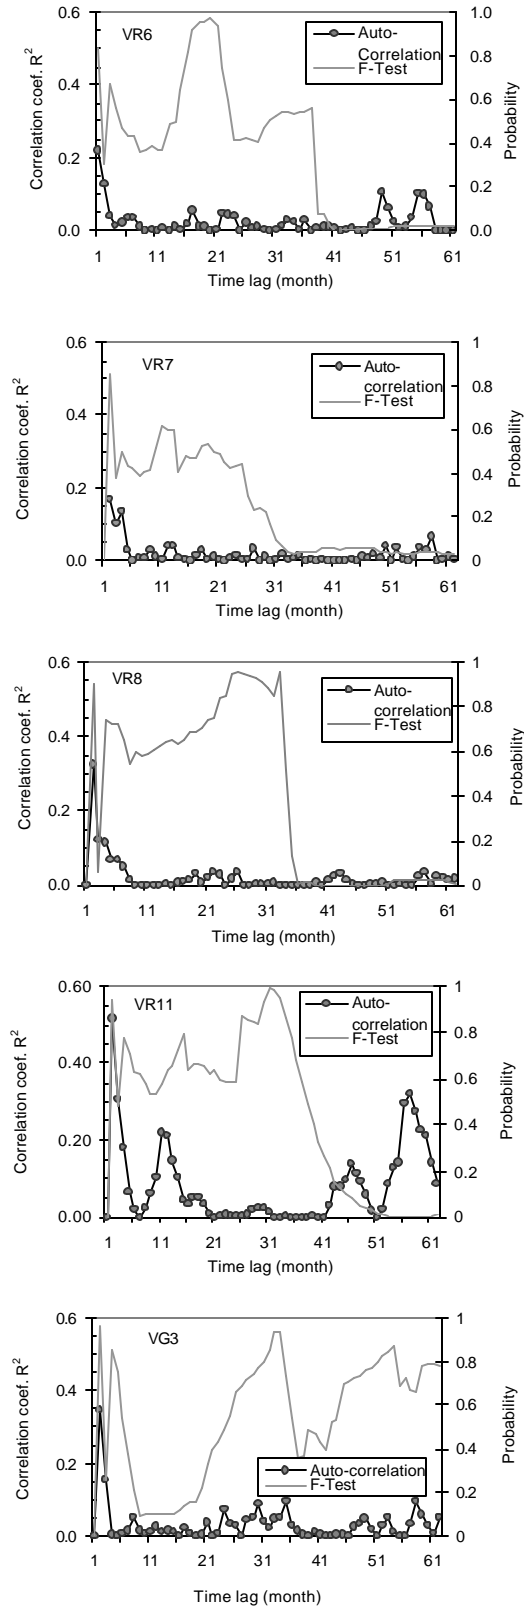 VR6
Auto-
Correlation
F-Test
Correlation coef. R²
Probability
0.6
0.4
0.2
0.0
1.0
0.8
0.6
0.4
0.2
0.0
1 11 21 31 41 51 61
Time lag (month)
VR7
Auto-
correlation
F-Test
Correlation coef. R²
Probability
0.6
0.4
0.2
0.0
1
0.8
0.6
0.4
0.2
0
1 11 21 31 41 51 61
Time lag (month)
VR8
Auto-
correlation
F-Test
Correlation coef. R²
Probability
0.6
0.4
0.2
0.0
1
0.8
0.6
0.4
0.2
0
1 11 21 31 41 51 61
Time lag (month)
VR11
Auto-
correlation
F-Test
Correlation coef. R²
Probability
0.60
0.40
0.20
0.00
1
0.8
0.6
0.4
0.2
0
1 11 21 31 41 51 61
Time lag (month)
VG3
Auto-correlation
F-Test
Correlation coef. R²
Probability
0.6
0.4
0.2
0.0
1
0.8
0.6
0.4
0.2
0
1 11 21 31 41 51 61
Time lag (month)